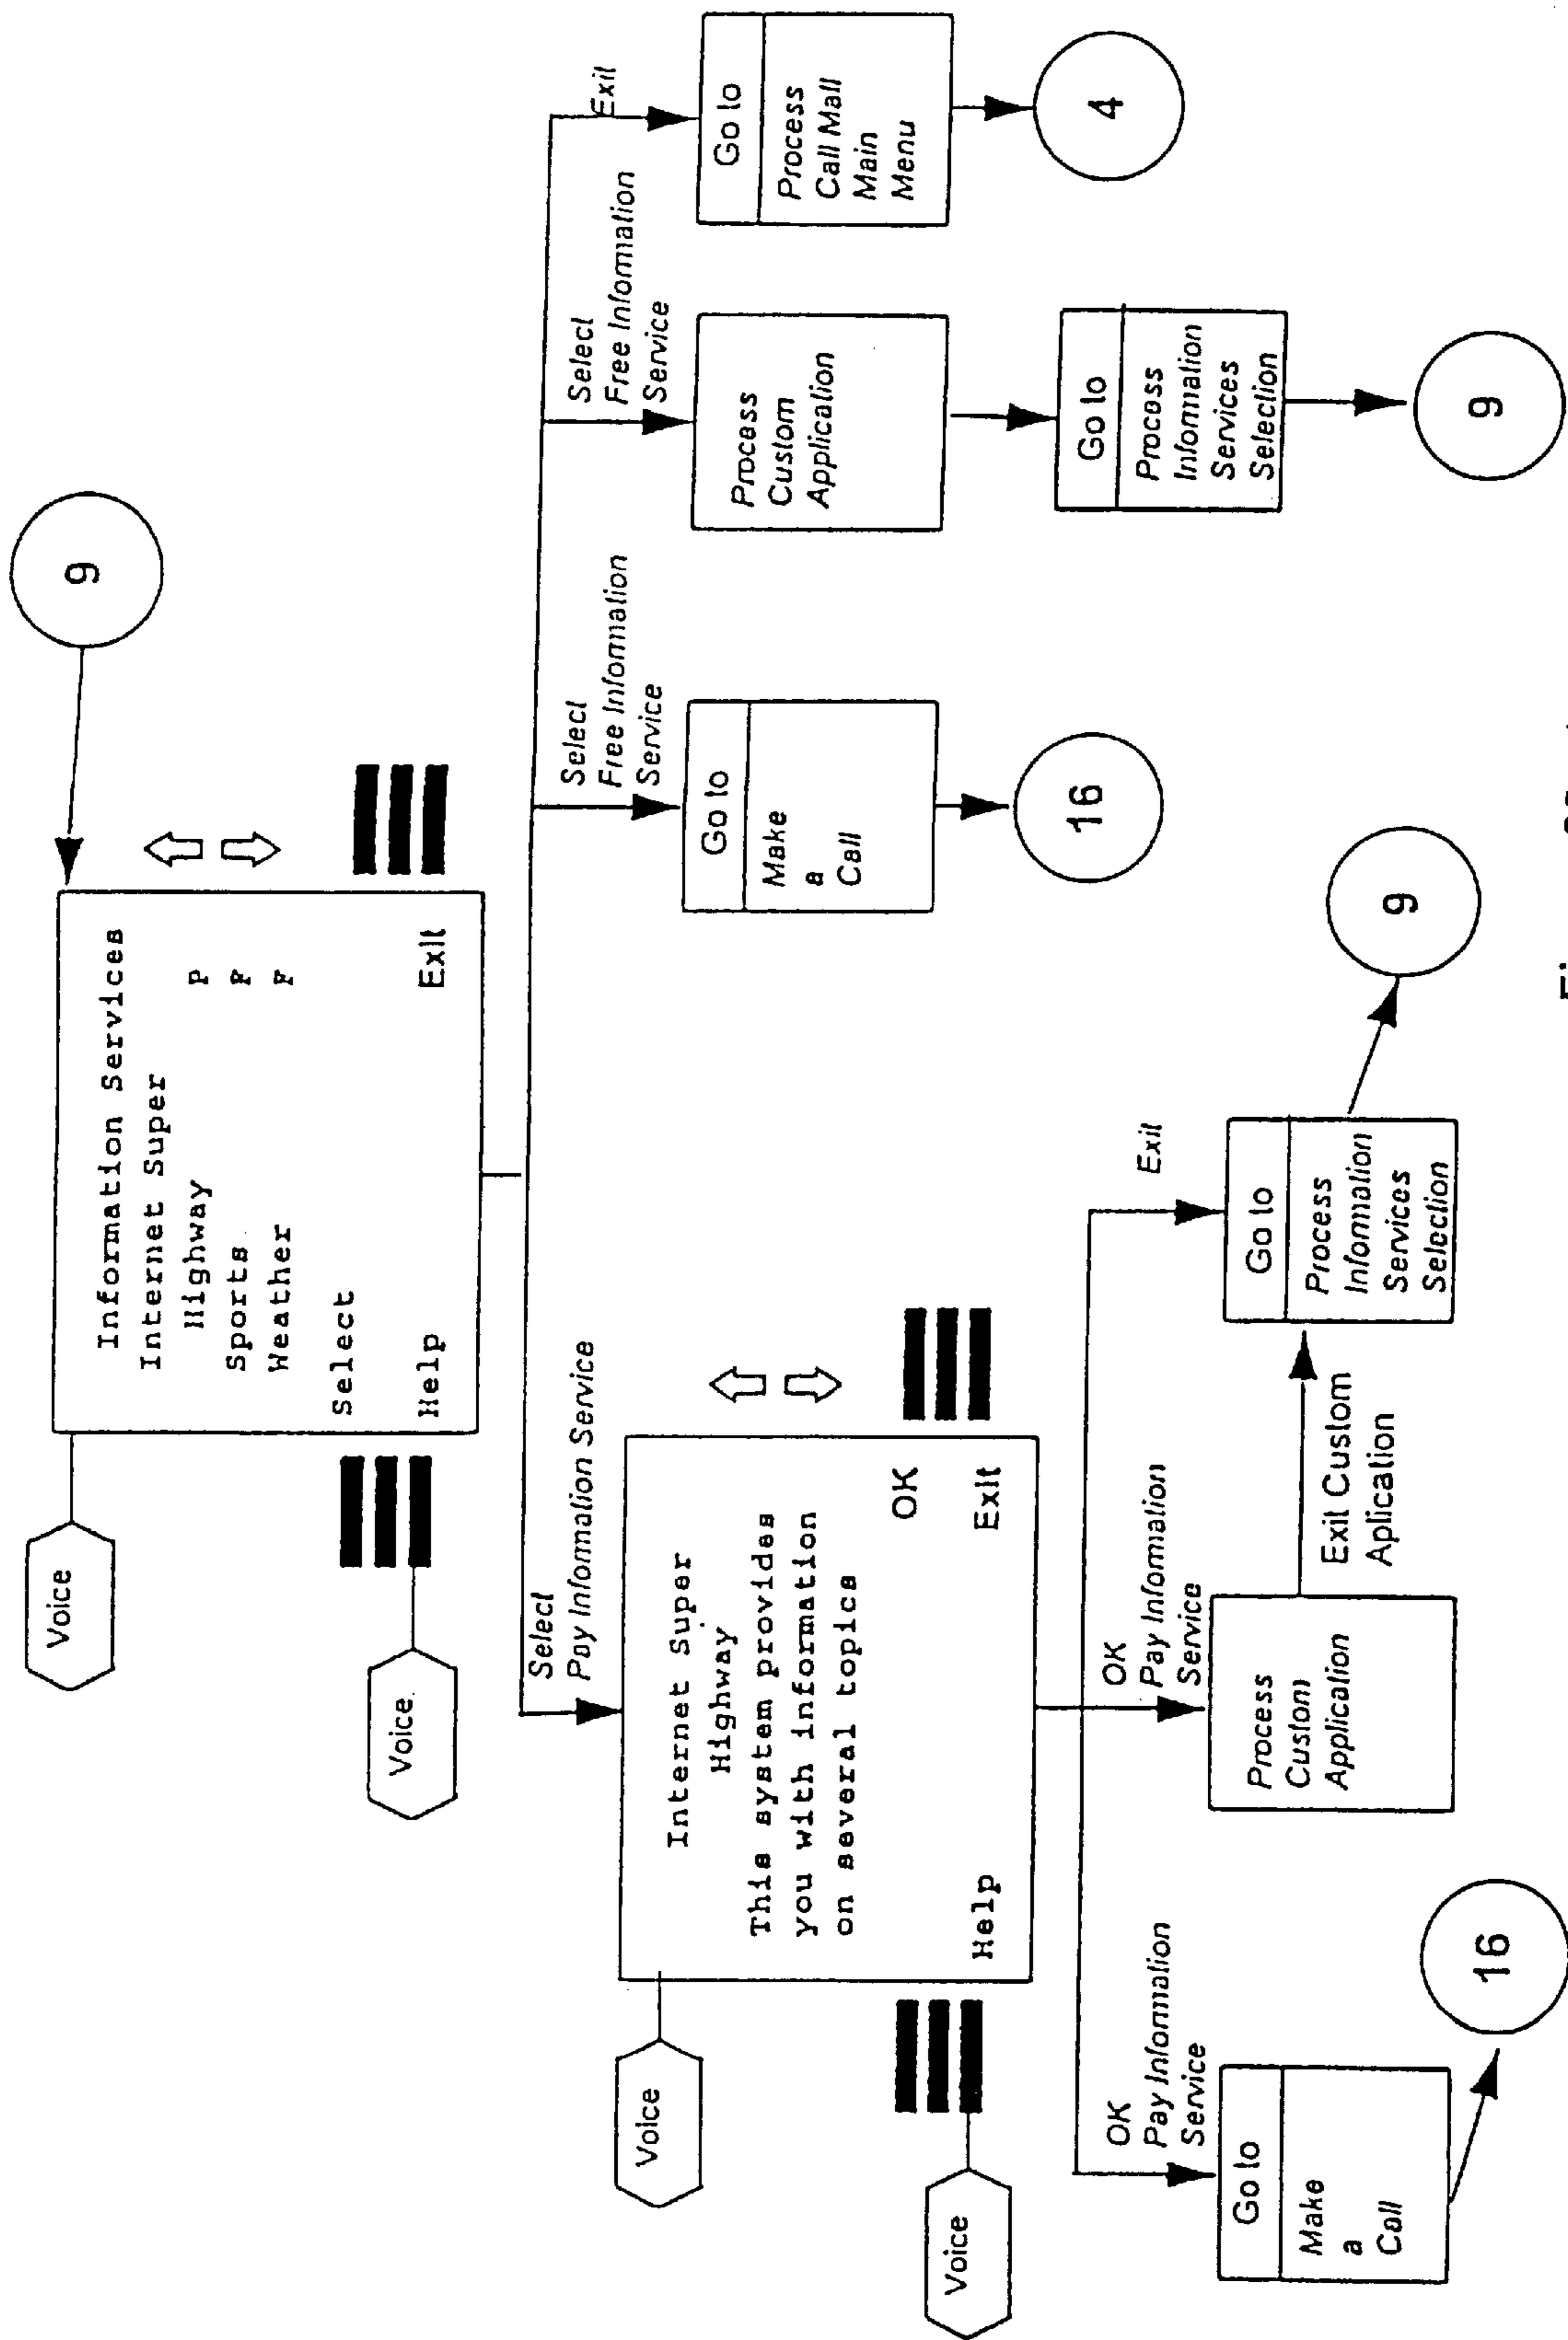 9
Voice
Information Services
Internet Super
Highway P
Sports F
Weather F
Select
Help Exit
Voice
Select
Pay Information Service
Select
Free Information
Service
Select
Free Information
Service
Exit
Voice
Internet Super
Highway
This system provides
you with information
on several topics
OK
Help Exit
Voice
Go to
Make
a
Call
16
Process
Custom
Application
Go to
Process
Information
Services
Selection
9
Go to
Process
Call Mall
Main
Menu
4
OK
Pay Information
Service
OK
Pay Information
Service
Exit
Go to
Make
a
Call
16
Process
Custom
Application
Exit Custom
Aplication
Go to
Process
Information
Services
Selection
9